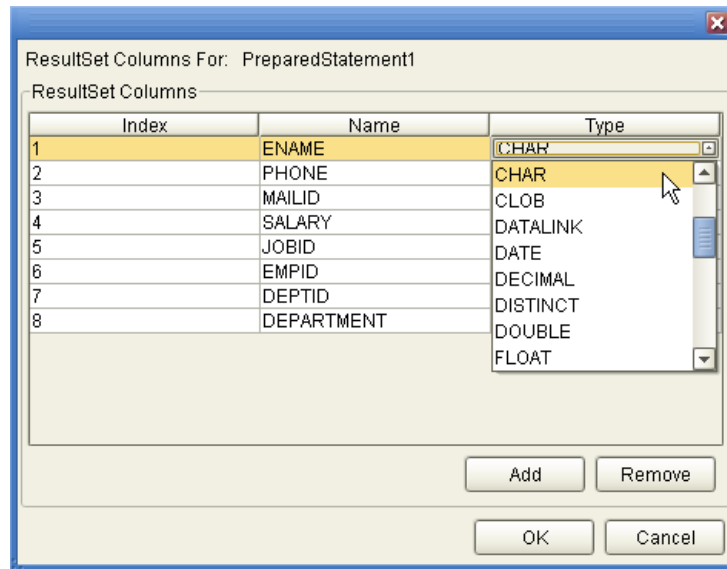 ResultSet Columns For: PreparedStatement1
ResultSet Columns
Index Name Type
1 ENAME CHAR
2 PHONE CHAR
3 MAILID CLOB
4 SALARY DATALINK
5 JOBID DATE
6 EMPID DECIMAL
7 DEPTID DISTINCT
8 DEPARTMENT DOUBLE
FLOAT
Add Remove
OK Cancel